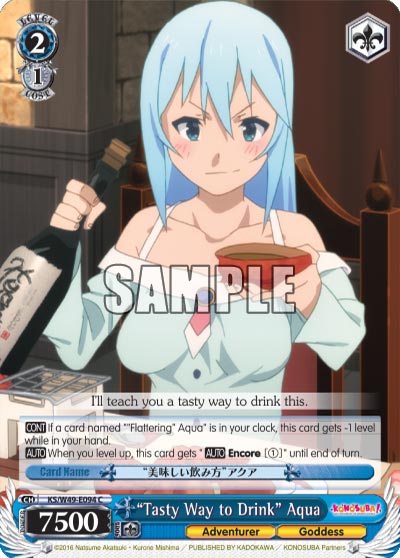 LEVEL
2
1
COST
SAMPLE
I'll teach you a tasty way to drink this.
CONT If a card named ""Flattering" Aqua" is in your clock, this card gets -1 level
while in your hand.
AUTO When you level up, this card gets " AUTO Encore [①]" until end of turn.
Card Name
“美味しい飲み方”アクア
CH
KS/W49-E094 C
7500
“Tasty Way to Drink” Aqua
KONOSUBA!
Adventurer
Goddess
©2016 Natsume Akatsuki・Kurone Mishima / PUBLISHED BY KADOKAWA / KONOSUBA Partners